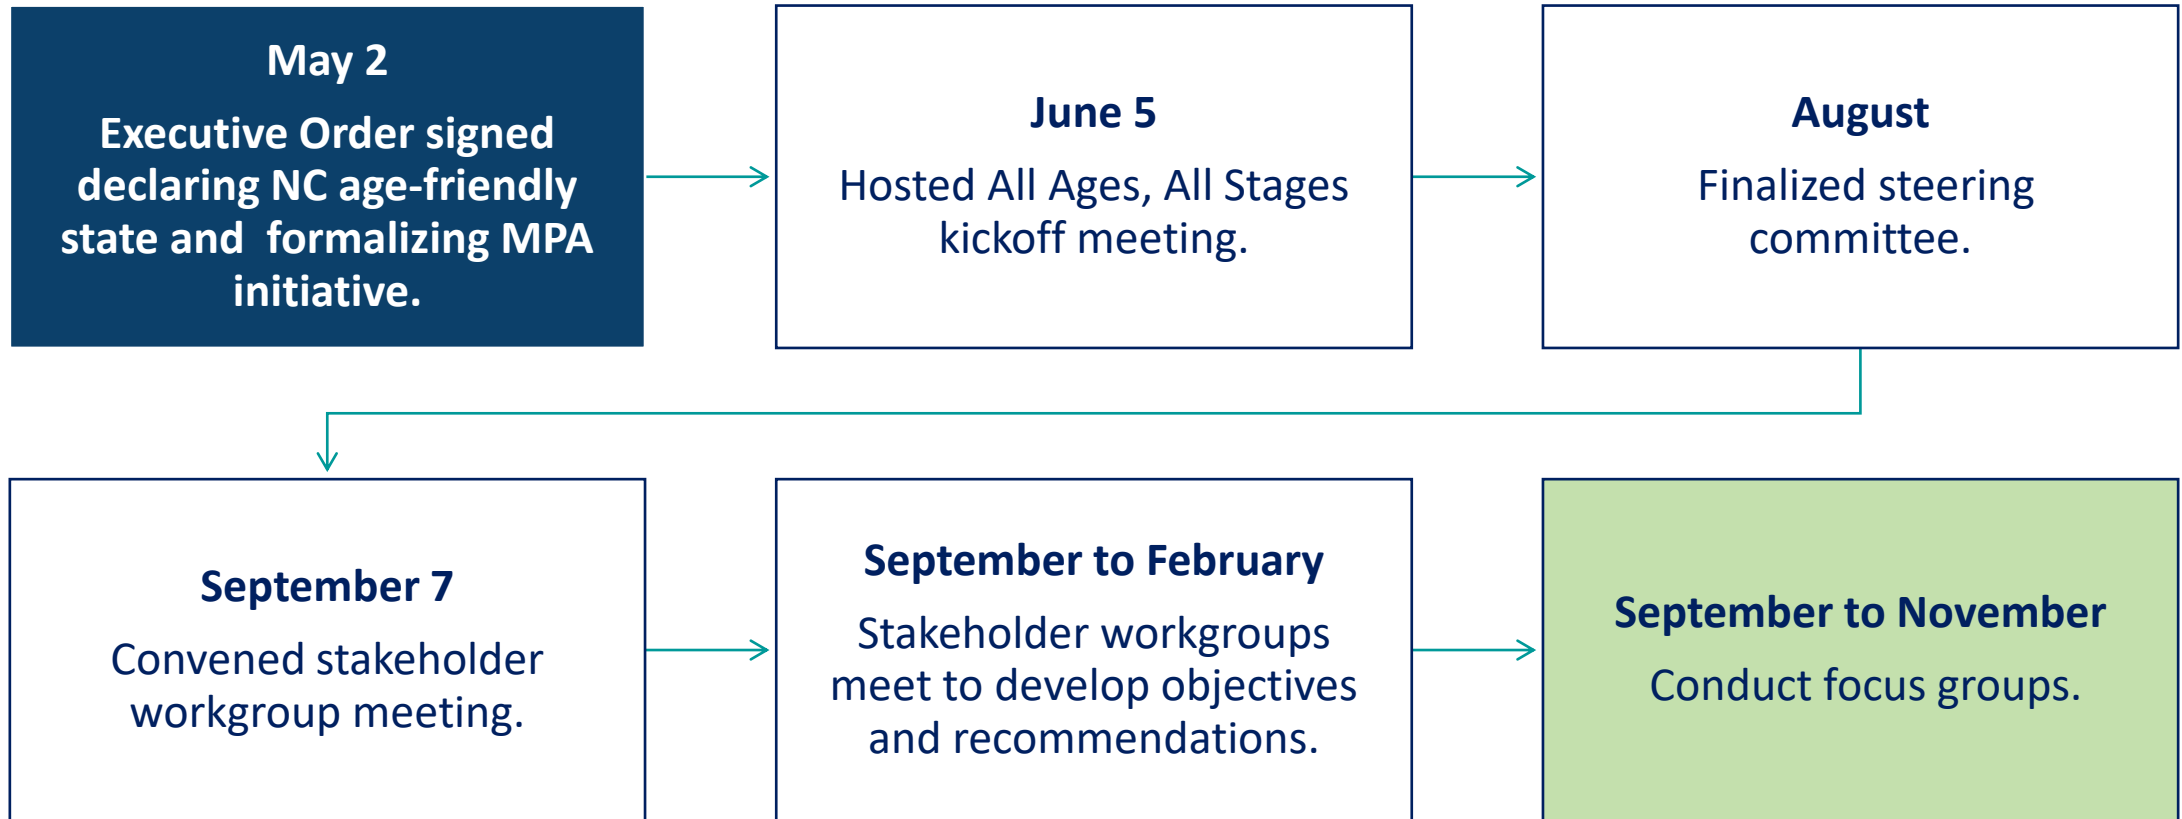 May 2
Executive Order signed
declaring NC age-friendly
state and  formalizing MPA
initiative.
June 5
Hosted All Ages, All Stages
kickoff meeting.
August
Finalized steering
committee.
September 7
Convened stakeholder
workgroup meeting.
September to February
Stakeholder workgroups
meet to develop objectives
and recommendations.
September to November
Conduct focus groups.